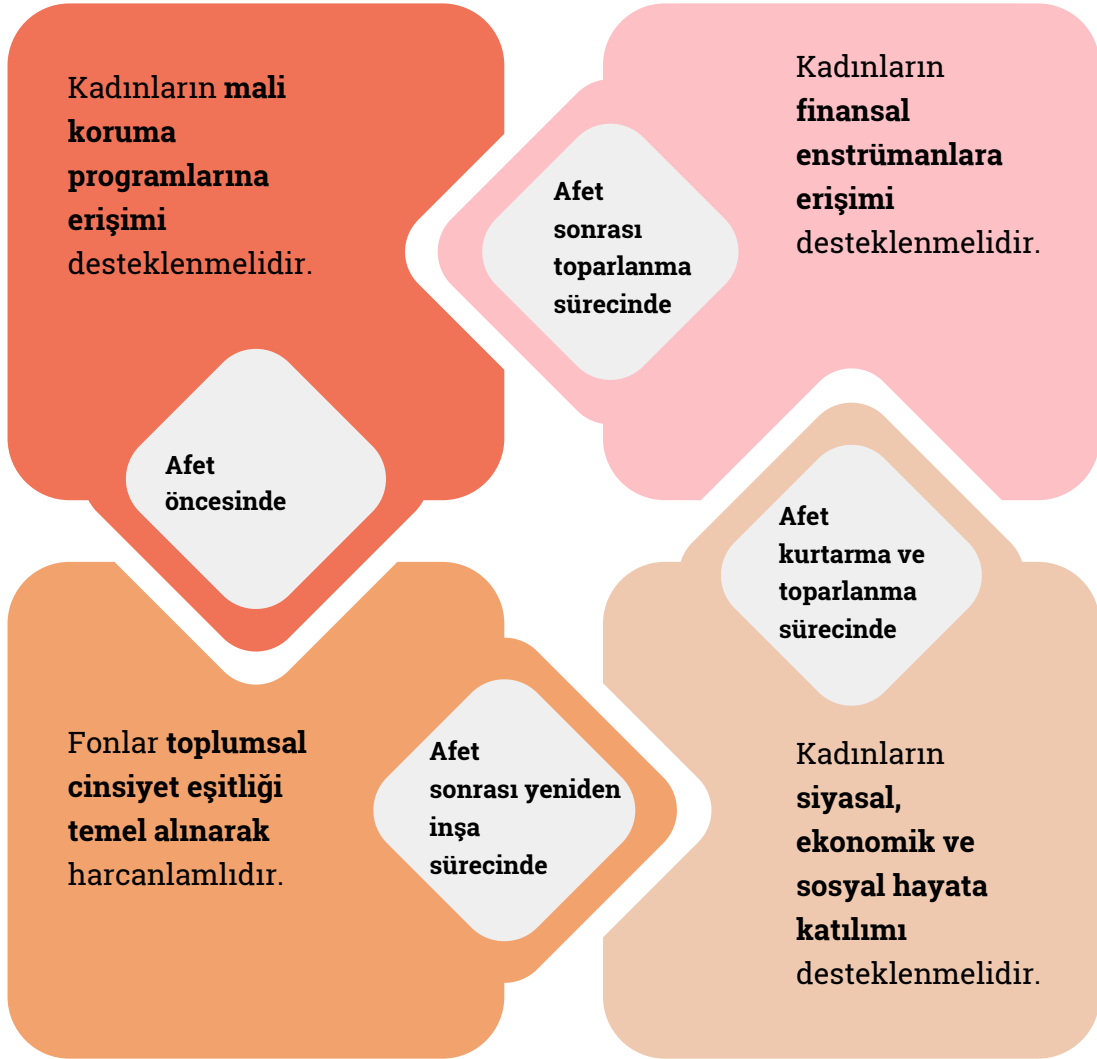 Kadınların mali
koruma
programlarına
erişimi
desteklenmelidir.
Afet
öncesinde
Afet
sonrası
toparlanma
sürecinde
Kadınların
finansal
enstrümanlara
erişimi
desteklenmelidir.
Fonlar toplumsal
cinsiyet eşitliği
temel alınarak
harcanlamlıdır.
Afet
sonrası yeniden
inşa
sürecinde
Afet
kurtarma ve
toparlanma
sürecinde
Kadınların
siyasal,
ekonomik ve
sosyal hayata
katılımı
desteklenmelidir.